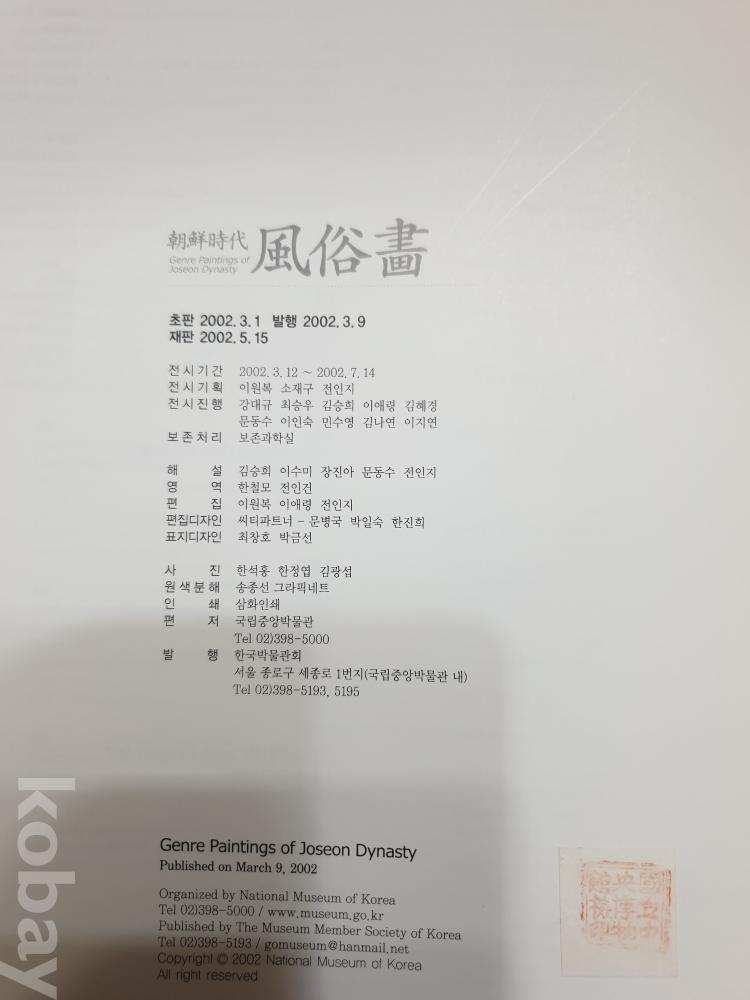 朝鮮時代 風俗畫
Genre Paintings of
Joseon Dynasty
초판 2002. 3. 1 발행 2002. 3. 9
재판 2002. 5. 15
전시기간 2002. 3. 12 ~ 2002. 7. 14
전시기획 이원복 소재구 전인지
전시진행 강대규 최승우 김승희 이애령 김혜경
문동수 이인숙 민수영 김나연 이지연
보존처리 보존과학실
해 설 김승희 이수미 장진아 문동수 전인지
영 역 한철모 전인건
편 집 이원복 이애령 전인지
편집디자인 씨티파트너 - 문병국 박일숙 한진희
표지디자인 최창호 박금선
사 진 한석홍 한정엽 김광섭
원색분해 송종선 그라픽네트
인 쇄 삼화인쇄
편 저 국립중앙박물관
Tel 02)398-5000
발 행 한국박물관회
서울 종로구 세종로 1번지(국립중앙박물관 내)
Tel 02)398-5193, 5195
Genre Paintings of Joseon Dynasty
Published on March 9, 2002
Organized by National Museum of Korea
Tel 02)398-5000 / www.museum.go.kr
Published by The Museum Member Society of Korea
Tel 02)398-5193 / gomuseum@hanmail.net
Copyright © 2002 National Museum of Korea
All right reserved
kobay